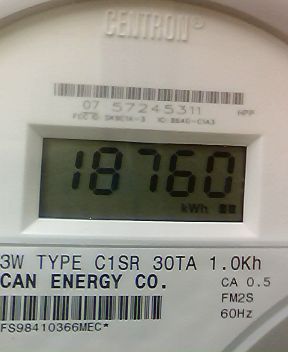 CENTRON®
07 57245311 HPP
18760
kWh
3W TYPE C1SR 30TA 1.0Kh
CAN ENERGY CO. CA 0.5
FM2S
60Hz
FS98410366MEC*